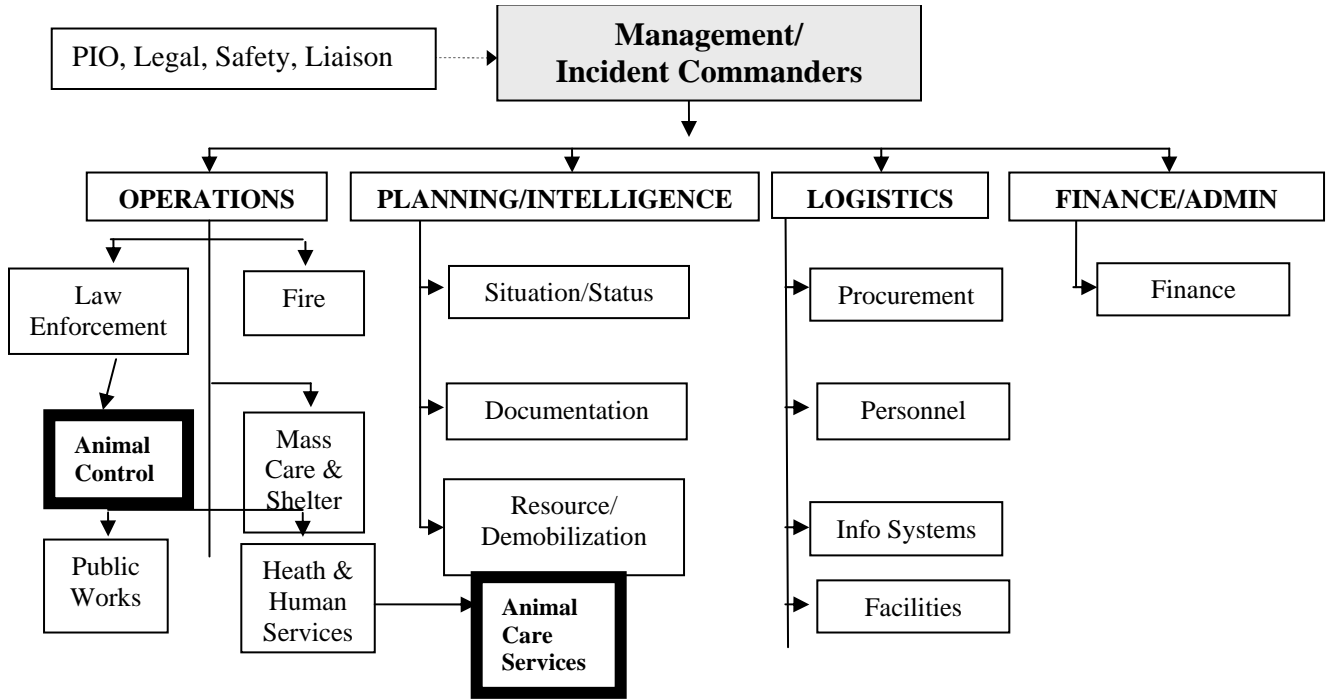 PIO, Legal, Safety, Liaison
Management/
Incident Commanders
OPERATIONS
PLANNING/INTELLIGENCE
LOGISTICS
FINANCE/ADMIN
Law
Enforcement
Fire
Situation/Status
Procurement
Finance
Animal
Control
Mass
Care &
Shelter
Documentation
Personnel
Public
Works
Heath &
Human
Services
Resource/
Demobilization
Info Systems
Animal
Care
Services
Facilities